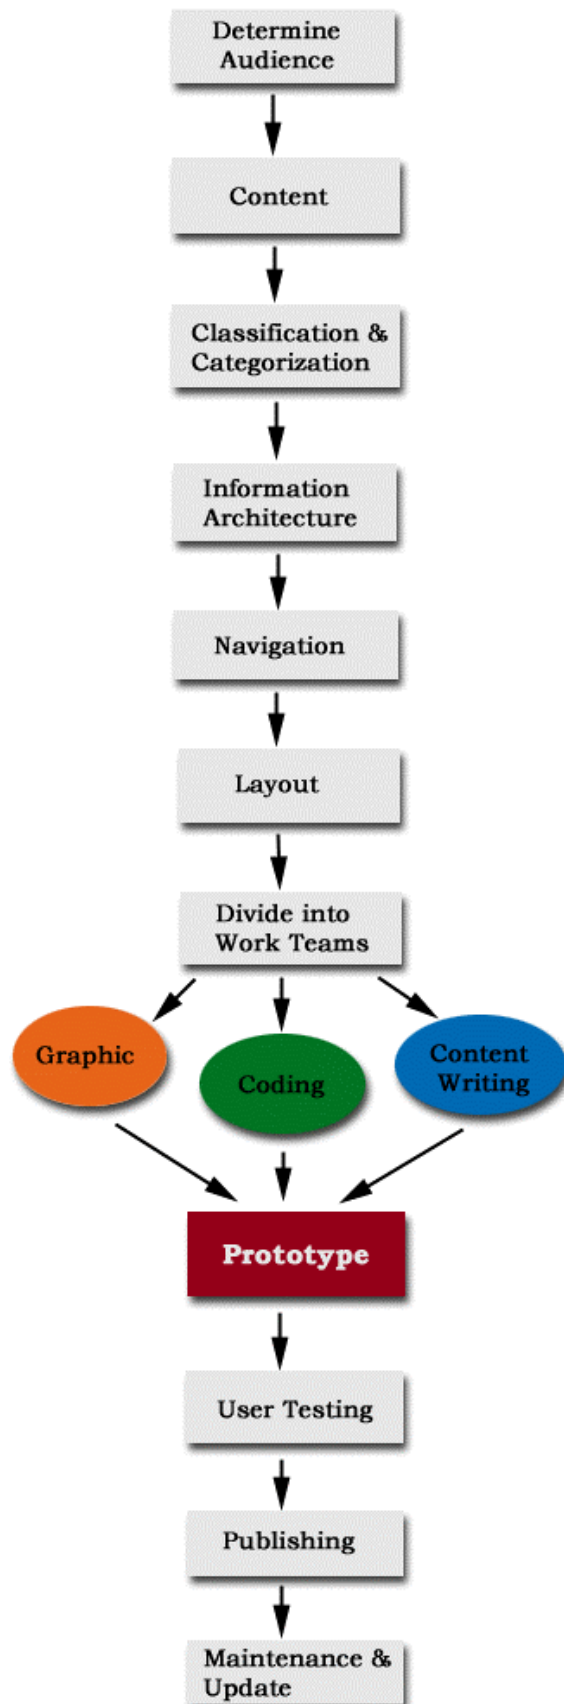 Determine
Audience
Content
Classification &
Categorization
Information
Architecture
Navigation
Layout
Divide into
Work Teams
Graphic
Coding
Content
Writing
Prototype
User Testing
Publishing
Maintenance &
Update